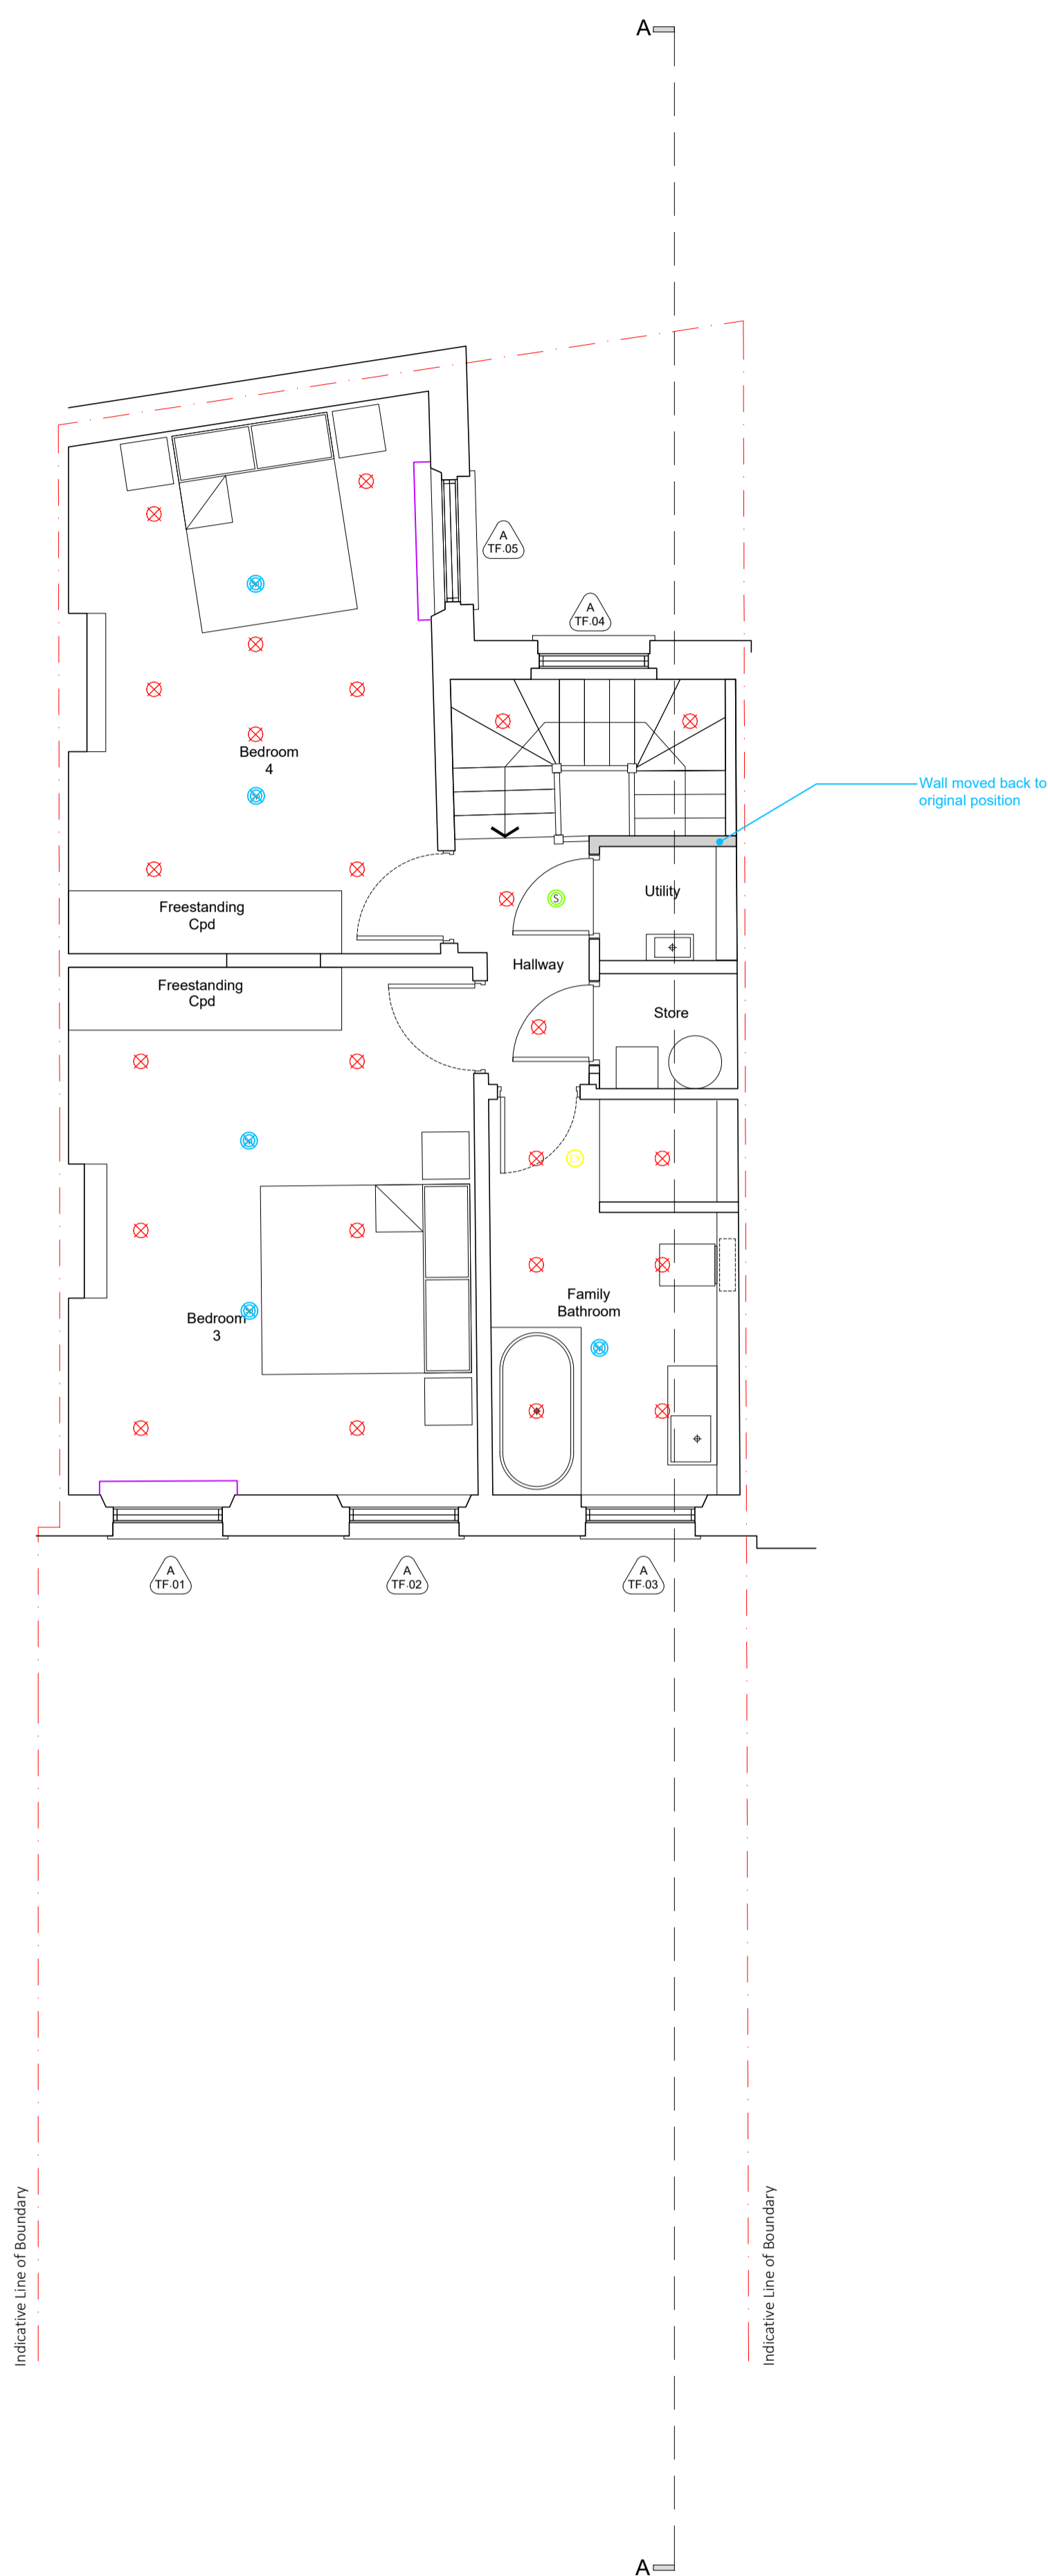 A
A
TF.05
A
TF.04
Bedroom
4
Wall moved back to
original position
Utility
Freestanding
Cpd
S
Hallway
Freestanding
Cpd
Store
EX
Family
Bathroom
Bedroom
3
A
TF.01
A
TF.02
A
TF.03
Indicative Line of Boundary
Indicative Line of Boundary
A